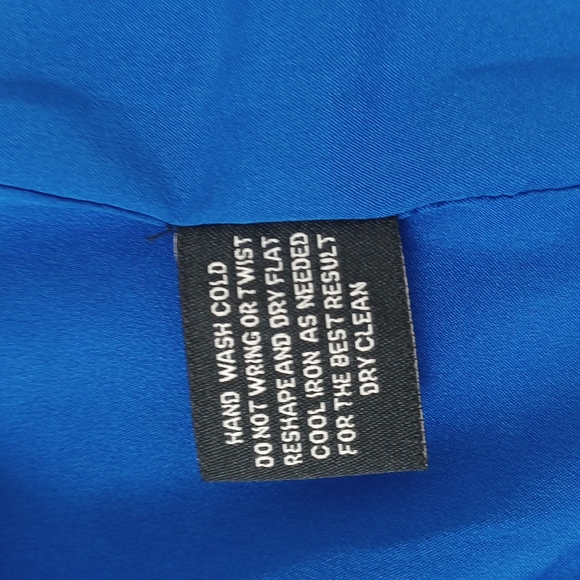 HAND WASH COLD
DO NOT WRING OR TWIST
RESHAPE AND DRY FLAT
COOL IRON AS NEEDED
FOR THE BEST RESULT
DRY CLEAN